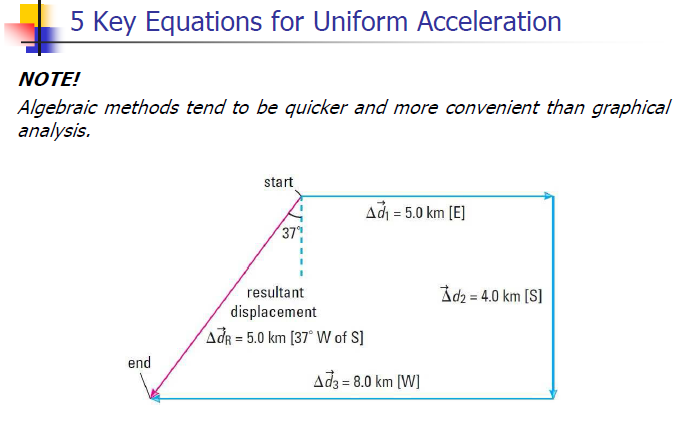 5 Key Equations for Uniform Acceleration
NOTE!
Algebraic methods tend to be quicker and more convenient than graphical
analysis.
start
Δd⃗1 = 5.0 km [E]
37°
resultant
displacement
Δ⃗d2 = 4.0 km [S]
Δd⃗R = 5.0 km [37° W of S]
end
Δd⃗3 = 8.0 km [W]